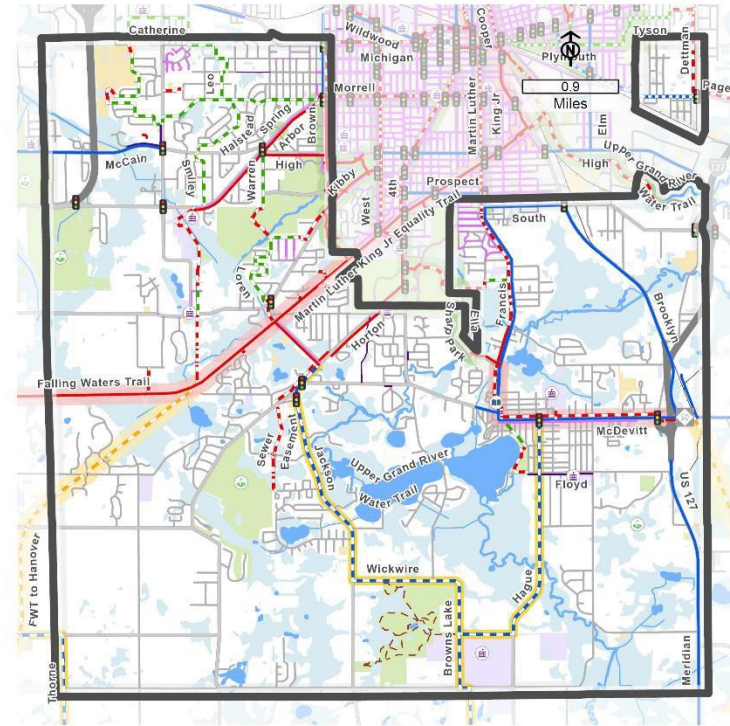 Catherine
Wildwood
Michigan
Cooper
Tyson
Dettman
Plymouth
Page
0.9
Miles
N
Leo
Morrell
Martin Luther
King Jr
Elm
Spring
Arbor
Brown
Halstead
Warren
High
McCain
Smiley
Kibby
West
4th
Prospect
High
Upper Grand River
Water Trail
South
Martin Luther King Jr Equality Trail
Loren
Horton
Sharp Park
Ella
Francis
Brooklyn
Falling Waters Trail
Sewer
Easement
Jackson
Upper Grand River
Water Trail
McDevitt
Floyd
US 127
FWT to Hanover
Wickwire
Hague
Browns Lake
Thorne
Meridian